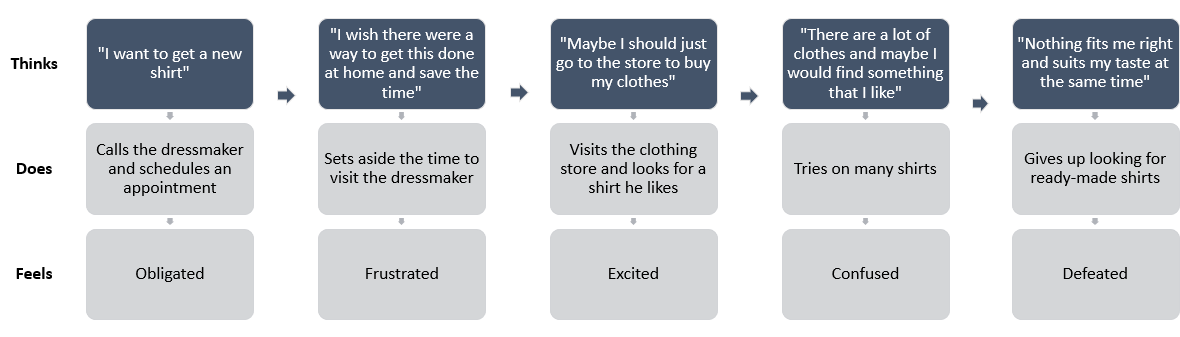 Thinks
"I want to get a new
shirt"
"I wish there were a
way to get this done
at home and save the
time"
"Maybe I should just
go to the store to buy
my clothes"
"There are a lot of
clothes and maybe I
would find something
that I like"
"Nothing fits me right
and suits my taste at
the same time"
Does
Calls the dressmaker
and schedules an
appointment
Sets aside the time to
visit the dressmaker
Visits the clothing
store and looks for a
shirt he likes
Tries on many shirts
Gives up looking for
ready-made shirts
Feels
Obligated
Frustrated
Excited
Confused
Defeated